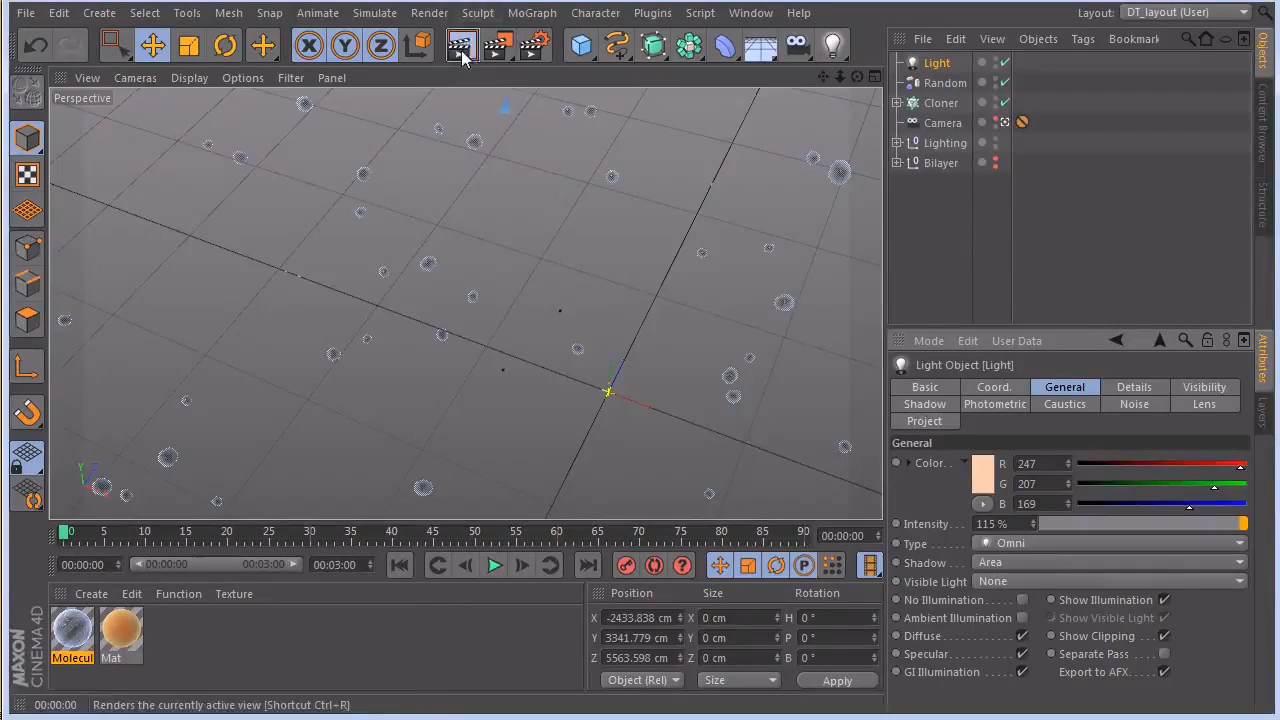 File Edit Create Select Tools Mesh Snap Animate Simulate Render Sculpt MoGraph Character Plugins Script Window Help Layout: DT_layout (User)
X Y Z
File Edit View Objects Tags Bookmark
View Cameras Display Options Filter Panel
Perspective
Light
Random
Cloner
Camera
Lighting
Bilayer
Objects
Content Browser
Structure
Mode Edit User Data
Light Object [Light]
Basic Coord. General Details Visibility
Shadow Photometric Caustics Noise Lens
Project
Attributes
Layers
General
Color. . R 247
G 207
B 169
Intensity. . . 115 %
Type . . . . . Omni
Shadow. . . . Area
Visible Light . None
No Illumination. . . . . Show Illumination
Ambient Illumination Show Visible Light
Diffuse . . . . . . . . . . Show Clipping
Specular . . . . . . . . . Separate Pass
GI Illumination . . . . . Export to AFX. . .
Y
0 5 10 15 20 25 30 35 40 45 50 55 60 65 70 75 80 85 90 00:00:00
00:00:00 00:00:00 00:03:00 00:03:00
P
Create Edit Function Texture
Molecul
Mat
Position Size Rotation
X -2433.838 cm X 0 cm H 0 °
Y 3341.779 cm Y 0 cm P 0 °
Z 5563.598 cm Z 0 cm B 0 °
Object (Rel) Size Apply
MAXON
CINEMA 4D
00:00:00 Renders the currently active view [Shortcut Ctrl+R]